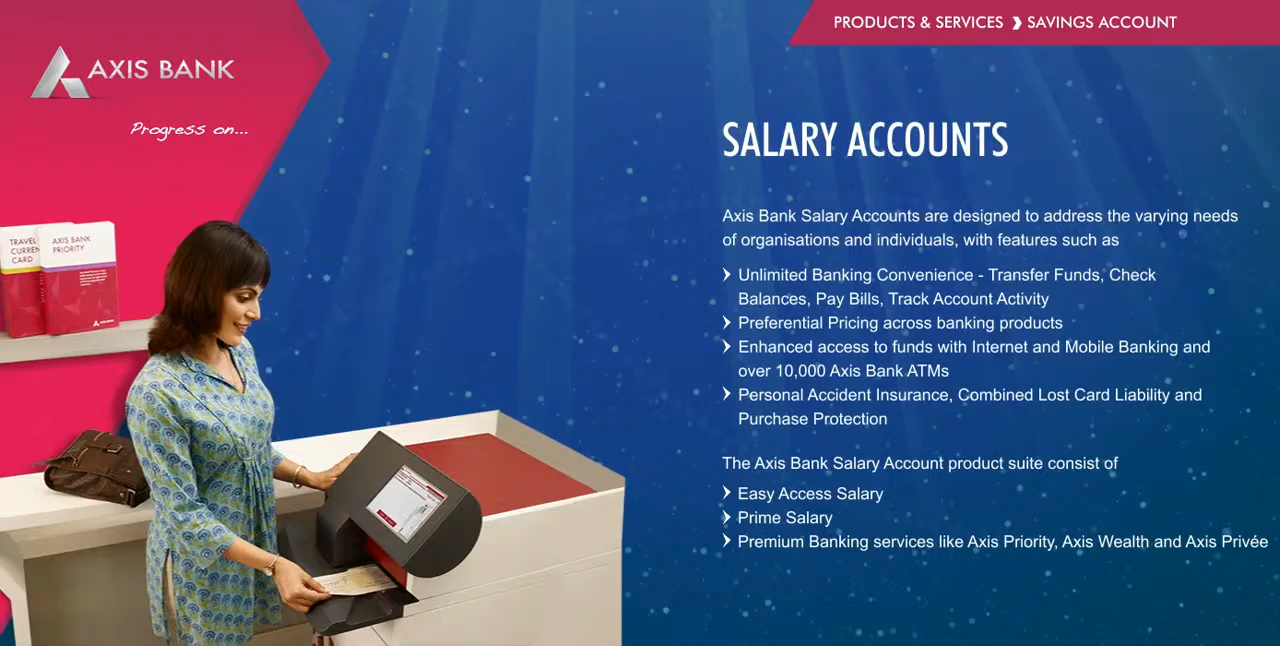 PRODUCTS & SERVICES ❯ SAVINGS ACCOUNT
AXIS BANK
Progress on...
SALARY ACCOUNTS
Axis Bank Salary Accounts are designed to address the varying needs
of organisations and individuals, with features such as
Unlimited Banking Convenience - Transfer Funds, Check
Balances, Pay Bills, Track Account Activity
Preferential Pricing across banking products
Enhanced access to funds with Internet and Mobile Banking and
over 10,000 Axis Bank ATMs
Personal Accident Insurance, Combined Lost Card Liability and
Purchase Protection
The Axis Bank Salary Account product suite consist of
Easy Access Salary
Prime Salary
Premium Banking services like Axis Priority, Axis Wealth and Axis Privée
TRAVEL
CURREN
CARD
AXIS BANK
PRIORITY